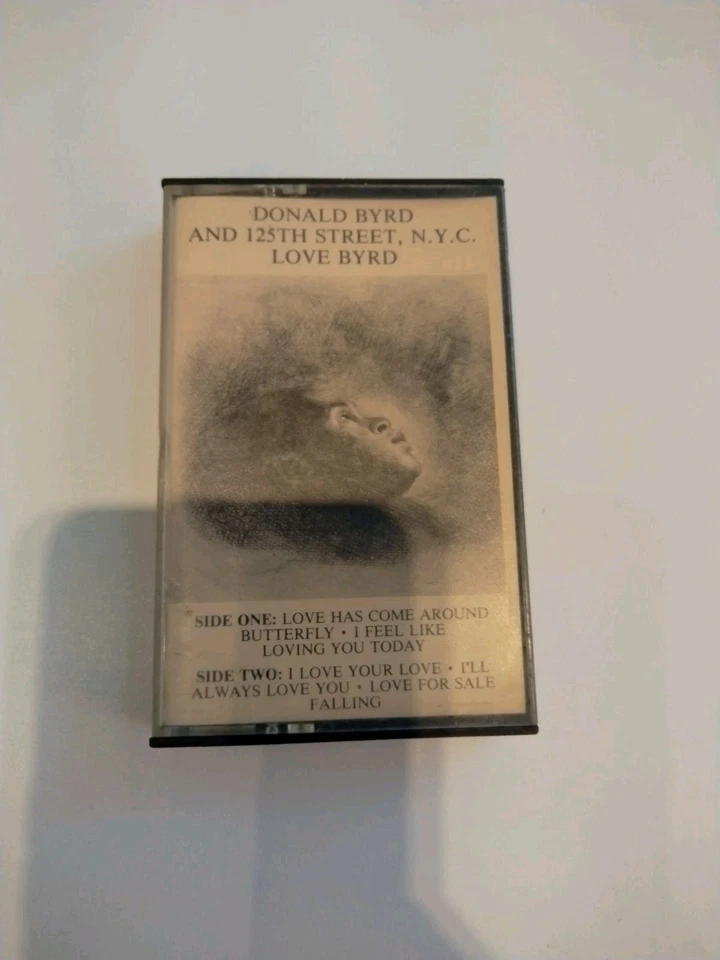 DONALD BYRD
AND 125TH STREET, N.Y.C.
LOVE BYRD
SIDE ONE: LOVE HAS COME AROUND
BUTTERFLY • I FEEL LIKE
LOVING YOU TODAY
SIDE TWO: I LOVE YOUR LOVE • I'LL
ALWAYS LOVE YOU • LOVE FOR SALE
FALLING